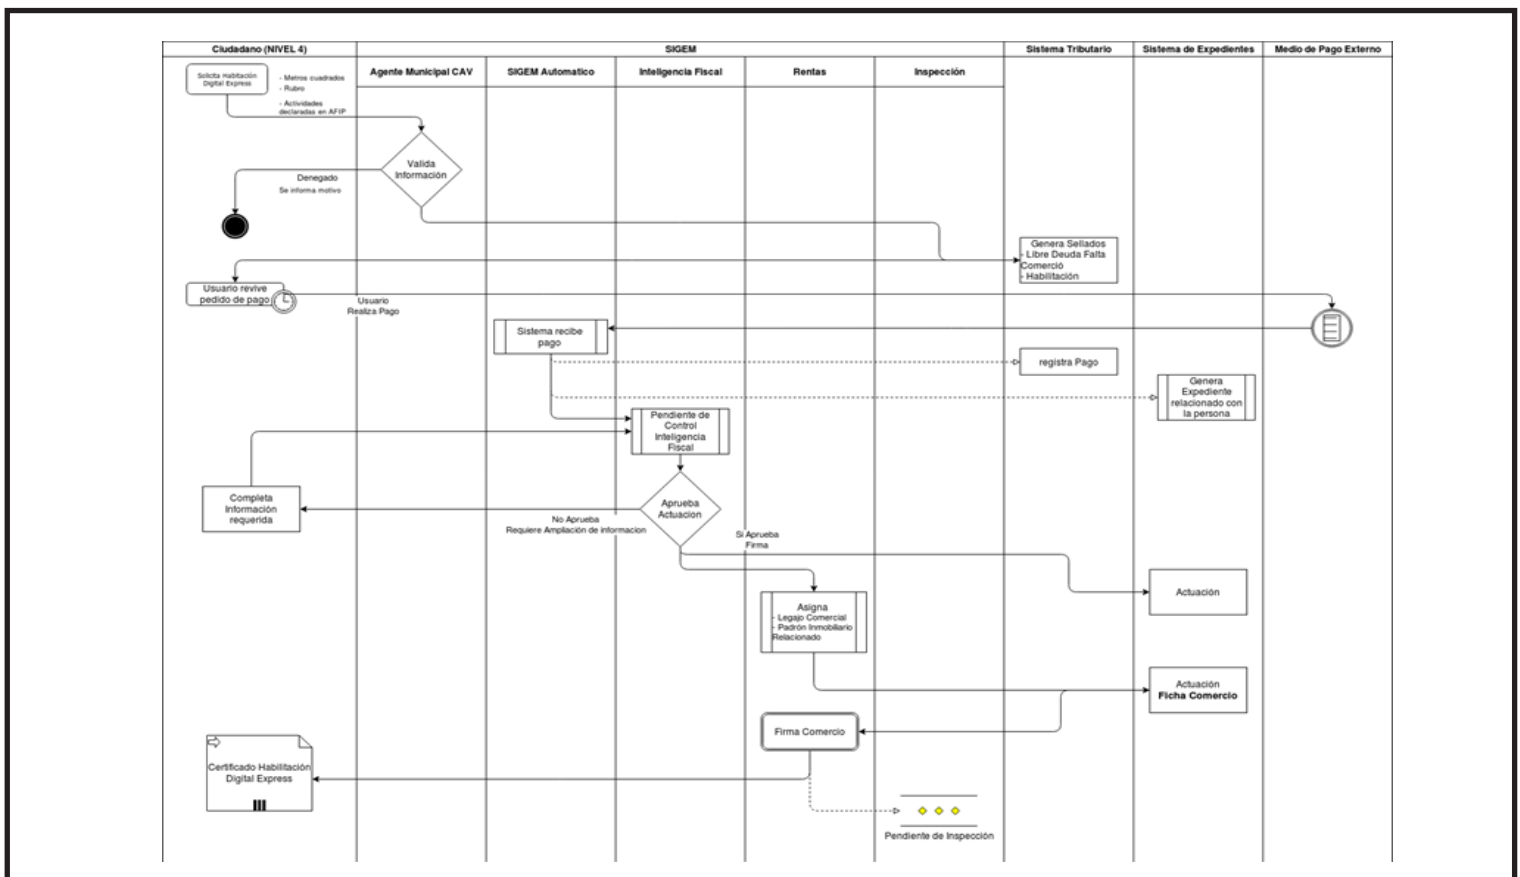 Ciudadano (NIVEL 4)
SIGEM
Sistema Tributario
Sistema de Expedientes
Medio de Pago Externo
Agente Municipal CAV
SIGEM Automatico
Inteligencia Fiscal
Rentas
Inspección
Solicita Habitación
Digital Express
- Metros cuadrados
- Rubro
- Actividades
declaradas en AFIP
Valida
Información
Denegado
Se informa motivo
Genera Sellados
- Libre Deuda Falta
Comerció
- Habilitación
Usuario revive
pedido de pago
Usuario
Realiza Pago
Sistema recibe
pago
registra Pago
Genera
Expediente
relacionado con
la persona
Pendiente de
Control
Inteligencia
Fiscal
Completa
Información
requerida
Aprueba
Actuacion
No Aprueba
Requiere Ampliación de informacion
Si Aprueba
Firma
Actuación
Asigna
- Legajo Comercial
- Padrón Inmobiliario
Relacionado
Actuación
Ficha Comercio
Firma Comercio
Certificado Habilitación
Digital Express
Pendiente de Inspección